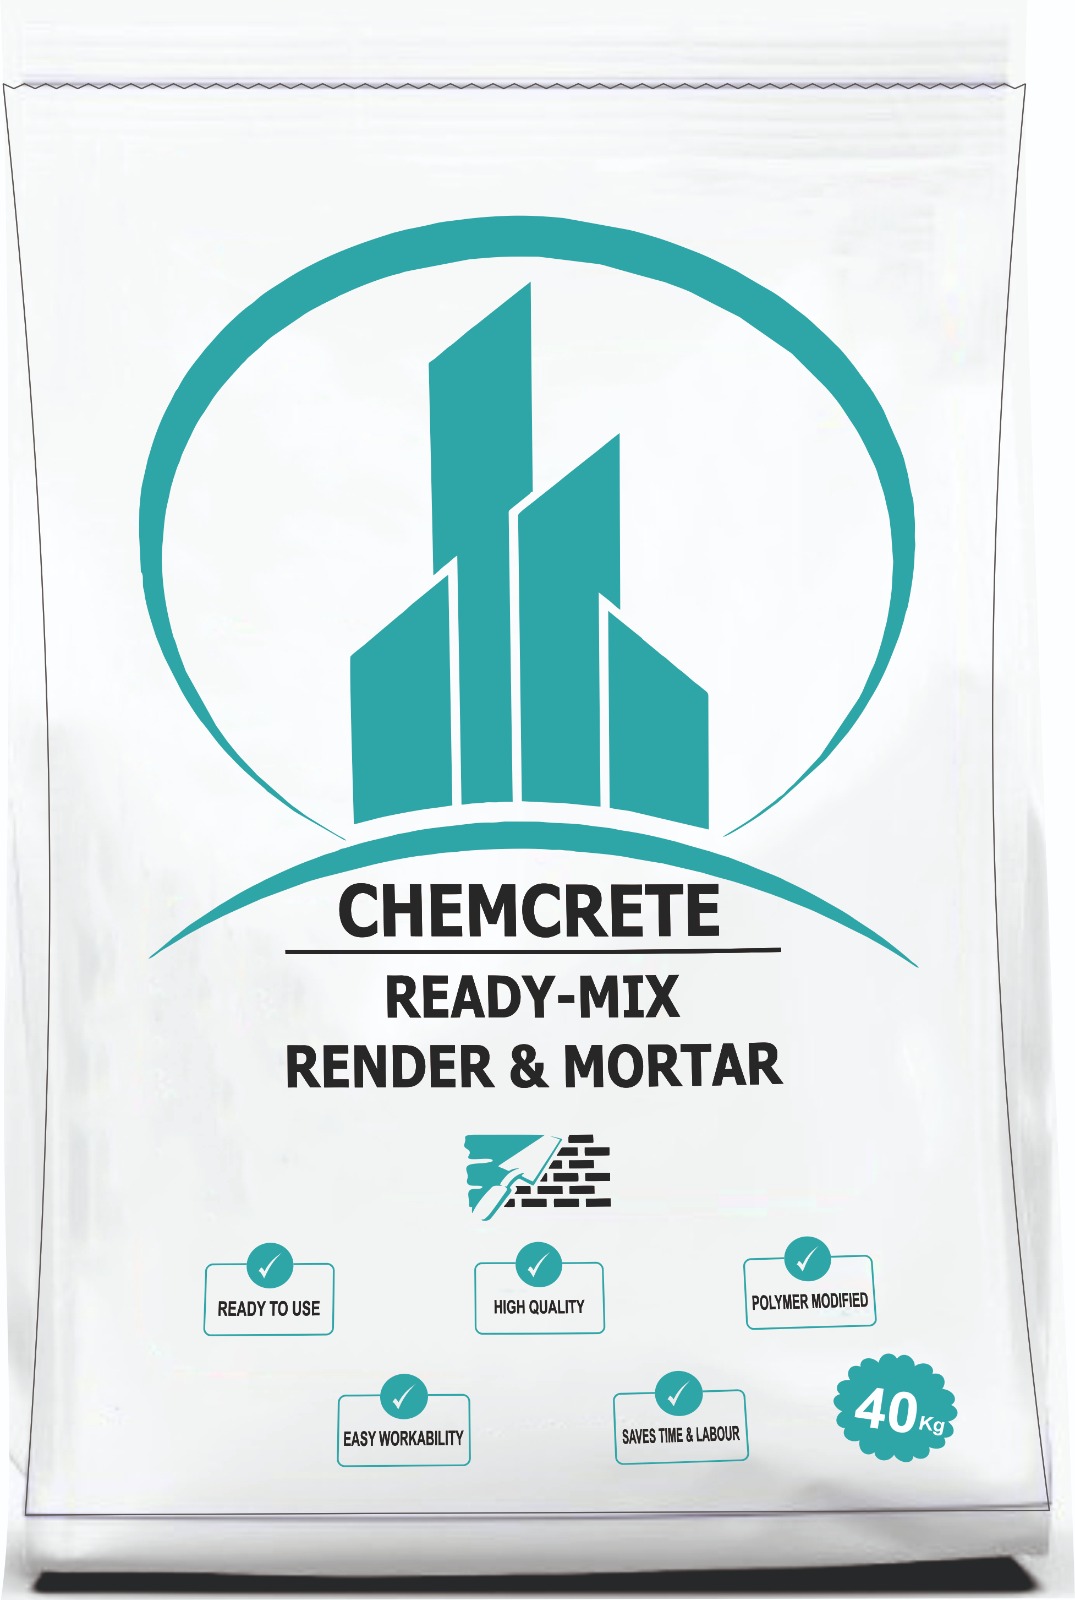 CHEMCRETE
READY-MIX
RENDER & MORTAR
READY TO USE
HIGH QUALITY
POLYMER MODIFIED
EASY WORKABILITY
SAVES TIME & LABOUR
40Kg